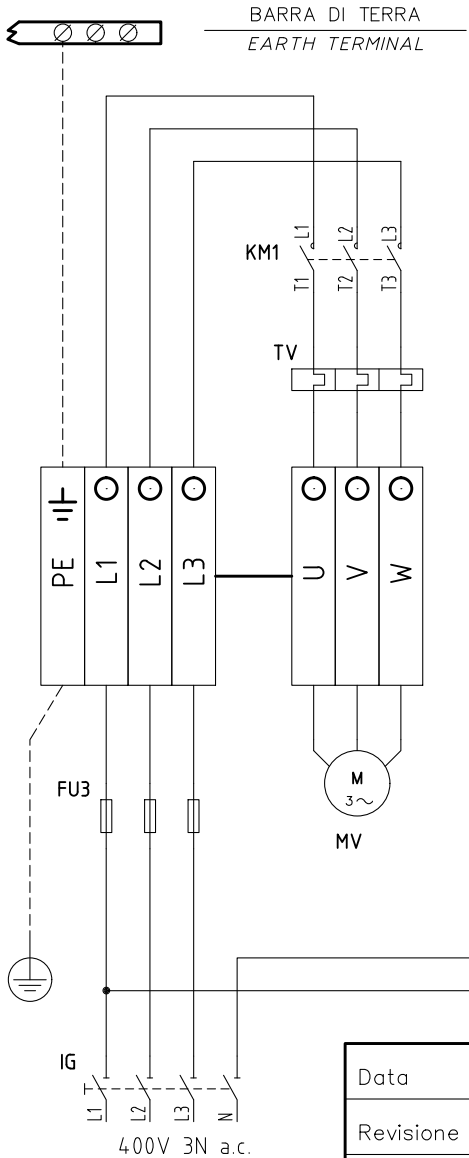 BARRA DI TERRA
EARTH TERMINAL
KM1
L1
L2
L3
T1
T2
T3
TV
PE
L1
L2
L3
U
V
W
FU3
M
3~
MV
IG
L1
L2
L3
N
400V 3N a.c.
Data
Revisione